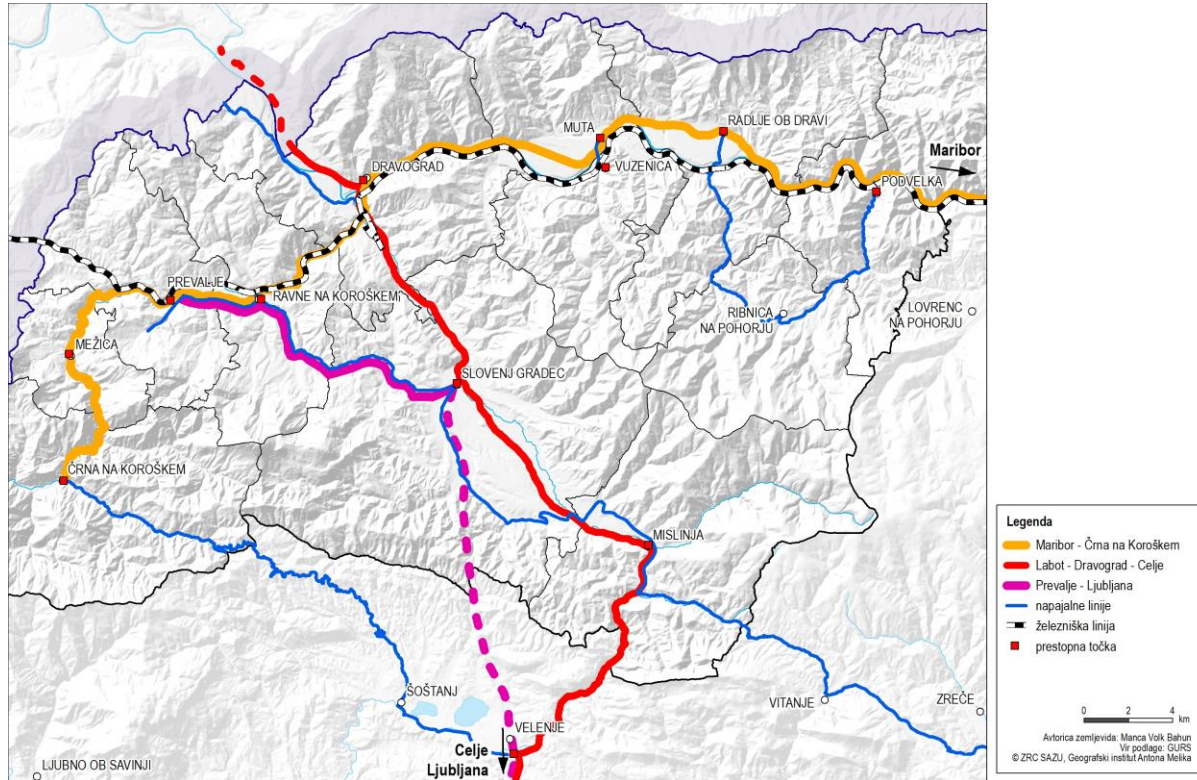 MUTA
RADLJE OB DRAVI
Maribor
DRAVOGRAD
VUZENICA
PODVELKA
PREVALJE
RAVNE NA KOROŠKEM
RIBNICA
NA POHORJU
LOVRENC
NA POHORJU
MEŽICA
SLOVENJ GRADEC
ČRNA NA KOROŠKEM
MISLINJA
ŠOŠTANJ
VITANJE
ZREČE
VELENJE
Celje
Ljubljana
LJUBNO OB SAVINJI
Legenda
Maribor - Črna na Koroškem
Labot - Dravograd - Celje
Prevalje - Ljubljana
napajalne linije
železniška linija
prestopna točka
0 2 4
km
Avtorica zemljevida: Manca Volk Bahun
Vir podlage: GURS
© ZRC SAZU, Geografski institut Antona Melika